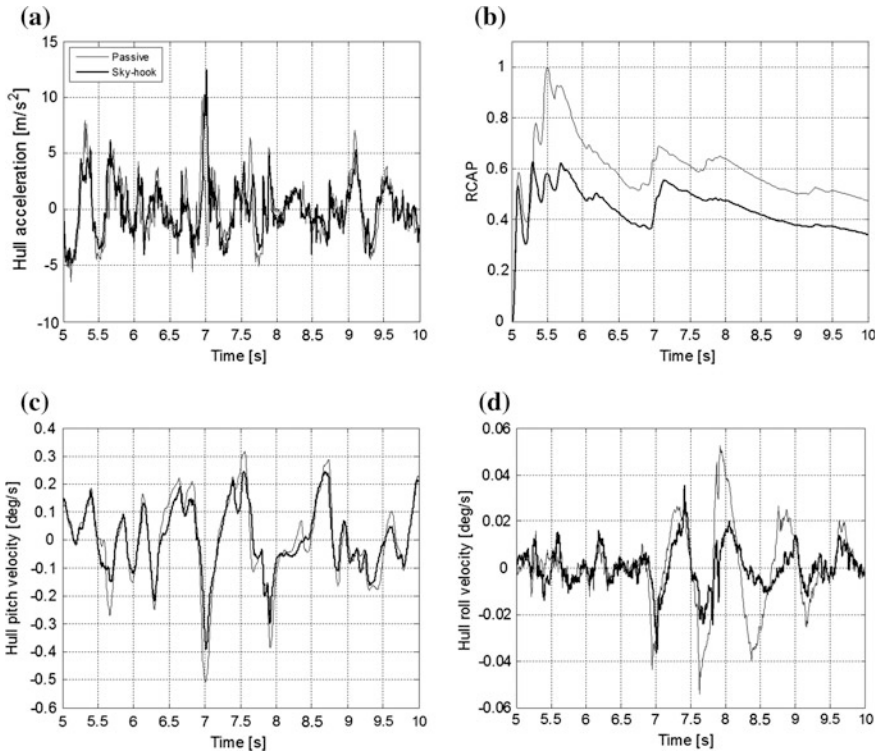 (a)
15
10
5
0
-5
-10
Hull acceleration [m/s²]
Passive
Sky-hook
5 5.5 6 6.5 7 7.5 8 8.5 9 9.5 10
Time [s]
(b)
1
0.8
0.6
0.4
0.2
0
RCAP
5 5.5 6 6.5 7 7.5 8 8.5 9 9.5 10
Time [s]
(c)
0.4
0.3
0.2
0.1
0
-0.1
-0.2
-0.3
-0.4
-0.5
-0.6
Hull pitch velocity [deg/s]
5 5.5 6 6.5 7 7.5 8 8.5 9 9.5 10
Time [s]
(d)
0.06
0.04
0.02
0
-0.02
-0.04
-0.06
Hull roll velocity [deg/s]
5 5.5 6 6.5 7 7.5 8 8.5 9 9.5 10
Time [s]